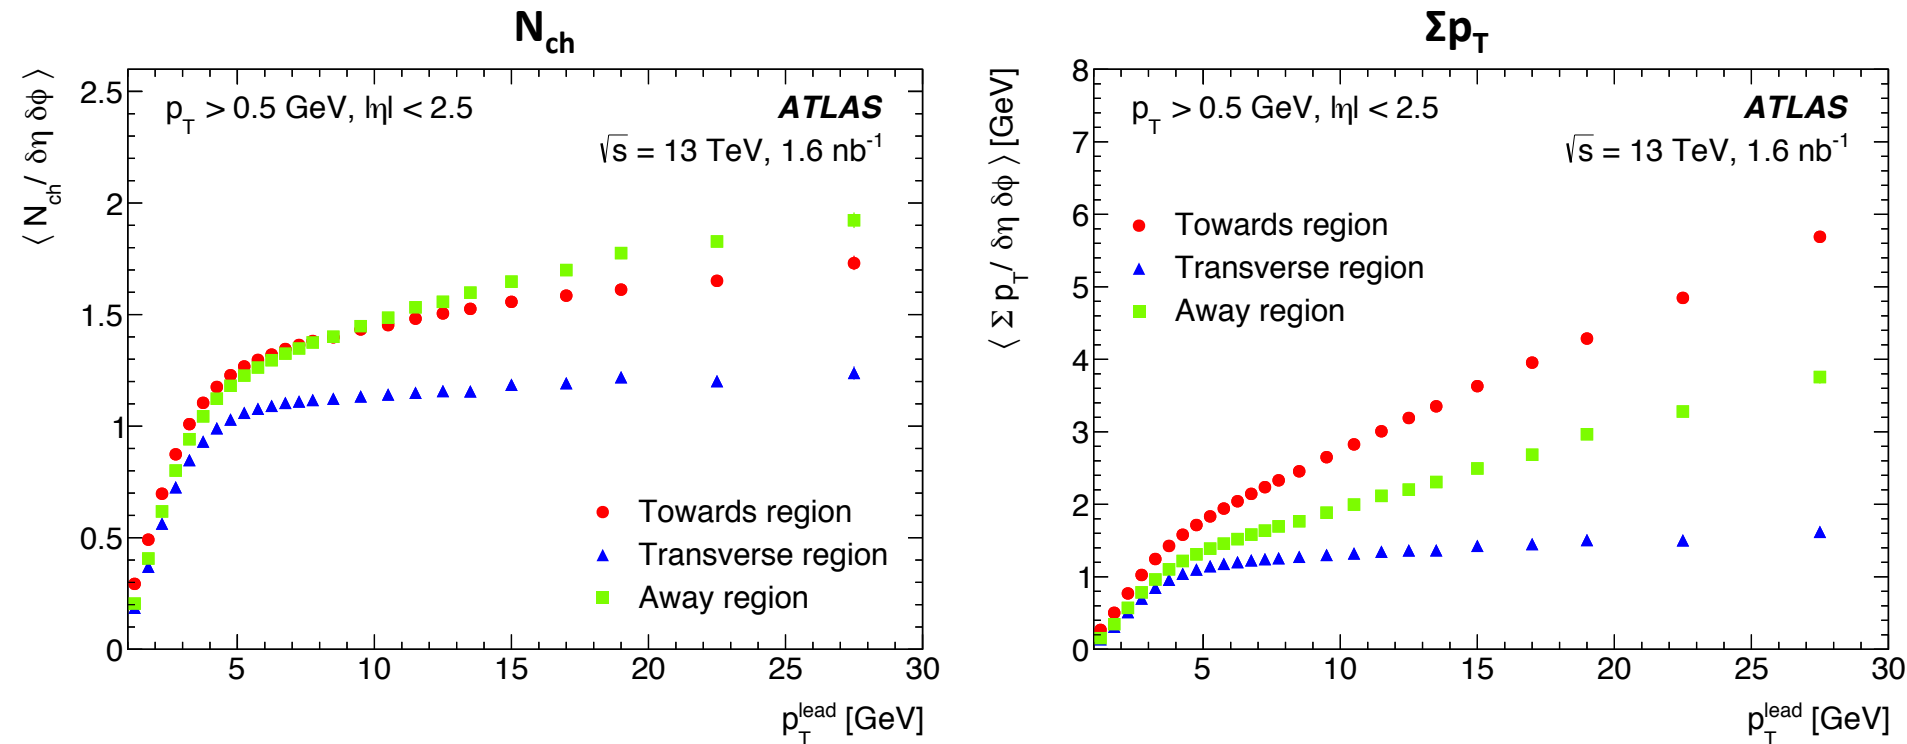 N_ch
⟨ N_ch / δη δϕ ⟩
p_T > 0.5 GeV, |η| < 2.5
ATLAS
√s = 13 TeV, 1.6 nb⁻¹
2.5
2
1.5
1
0.5
0
Towards region
Transverse region
Away region
5 10 15 20 25 30
p_T^lead [GeV]
Σp_T
⟨ Σ p_T / δη δϕ ⟩ [GeV]
p_T > 0.5 GeV, |η| < 2.5
ATLAS
√s = 13 TeV, 1.6 nb⁻¹
8
7
6
5
4
3
2
1
0
Towards region
Transverse region
Away region
5 10 15 20 25 30
p_T^lead [GeV]